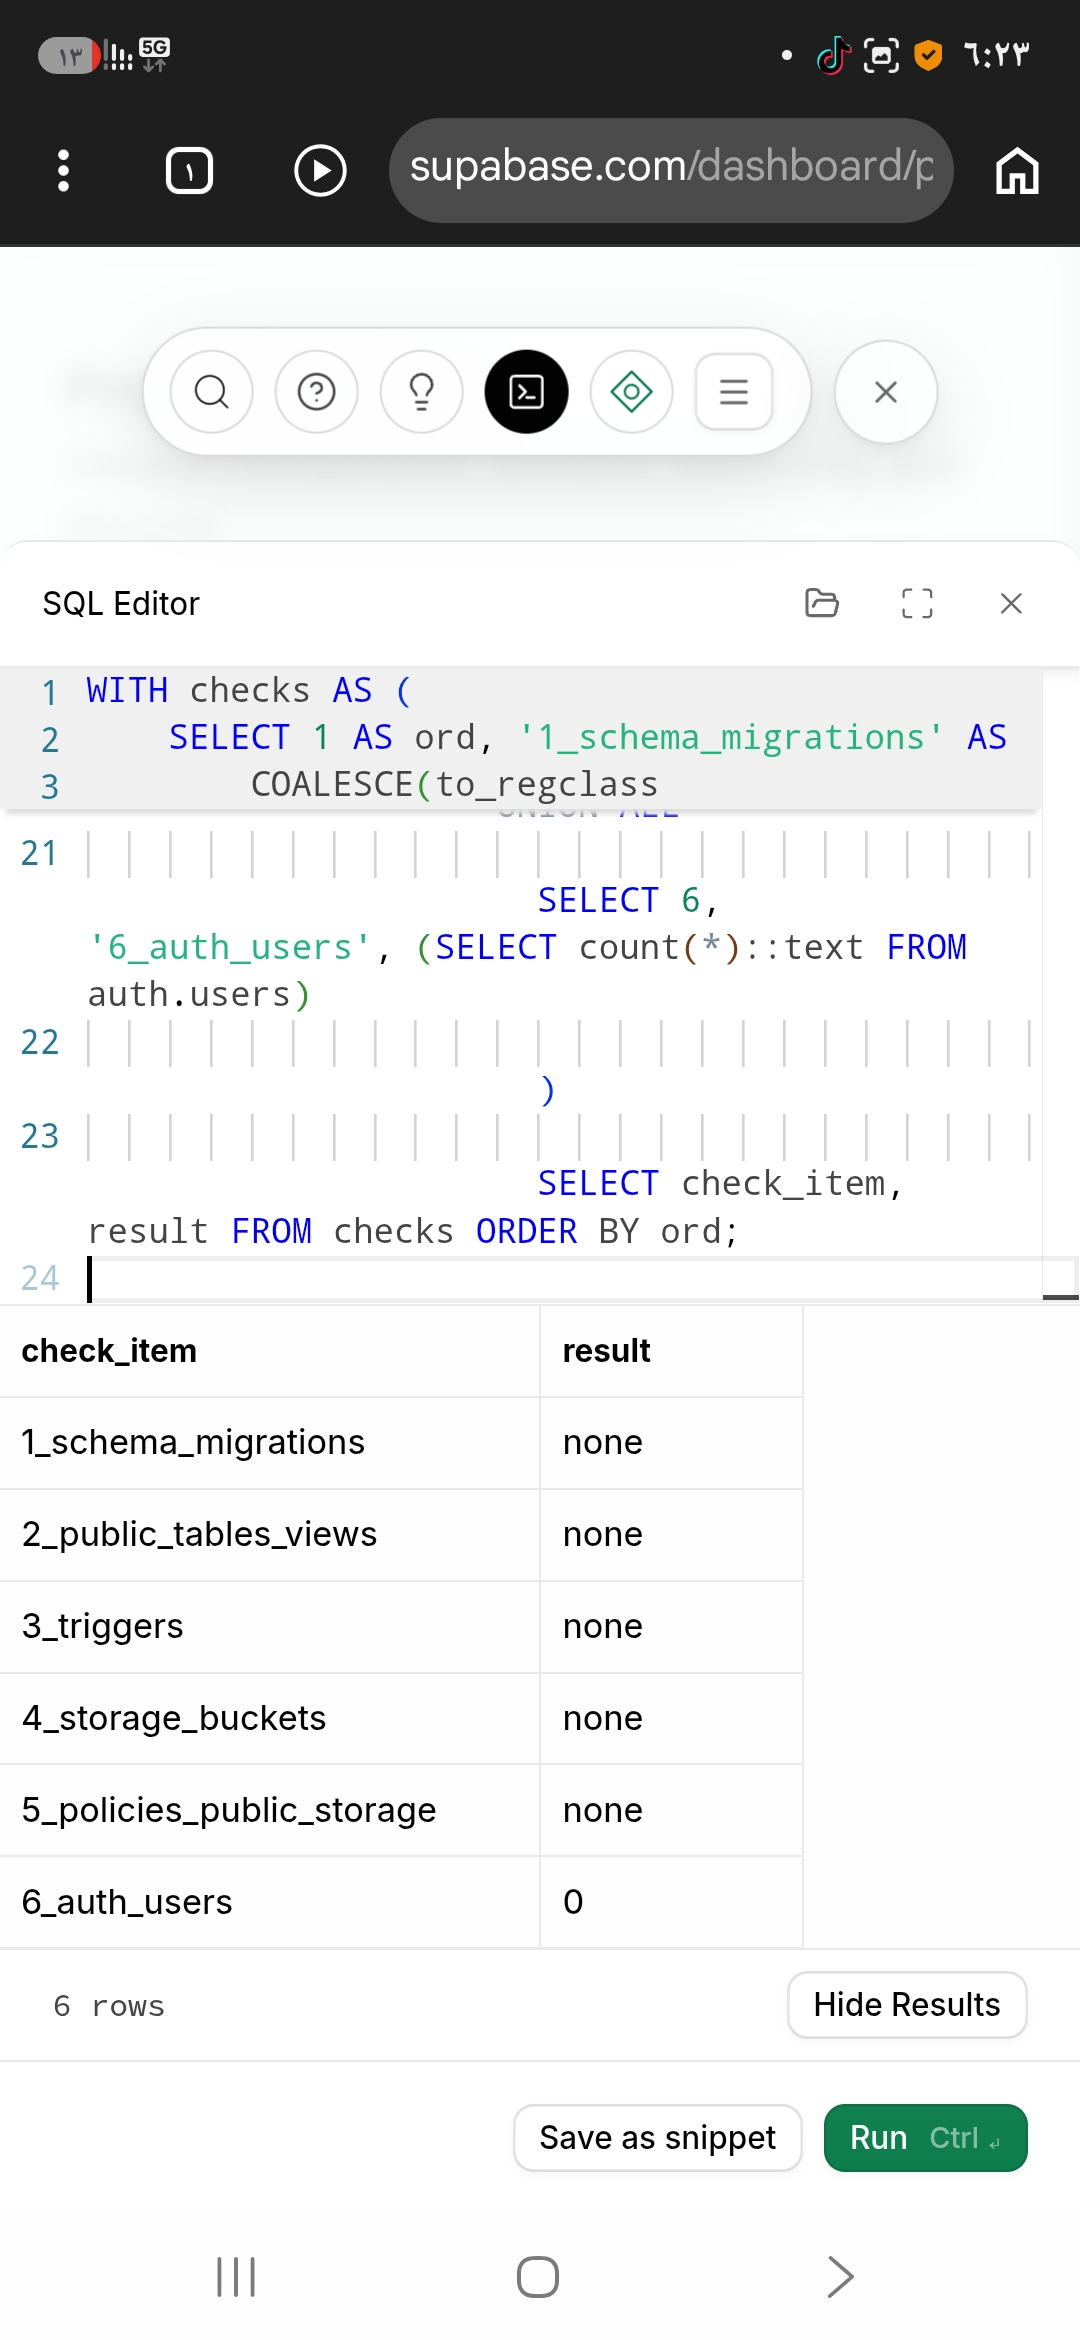 ١٣ 5G ٦:٢٣
١ supabase.com/dashboard/p
SQL Editor
1 WITH checks AS (
2 SELECT 1 AS ord, '1_schema_migrations' AS
3 COALESCE(to_regclass
UNION ALL
21
SELECT 6,
'6_auth_users', (SELECT count(*)::text FROM
auth.users)
22
)
23
SELECT check_item,
result FROM checks ORDER BY ord;
24
check_item result
1_schema_migrations none
2_public_tables_views none
3_triggers none
4_storage_buckets none
5_policies_public_storage none
6_auth_users 0
6 rows Hide Results
Save as snippet Run Ctrl ↵